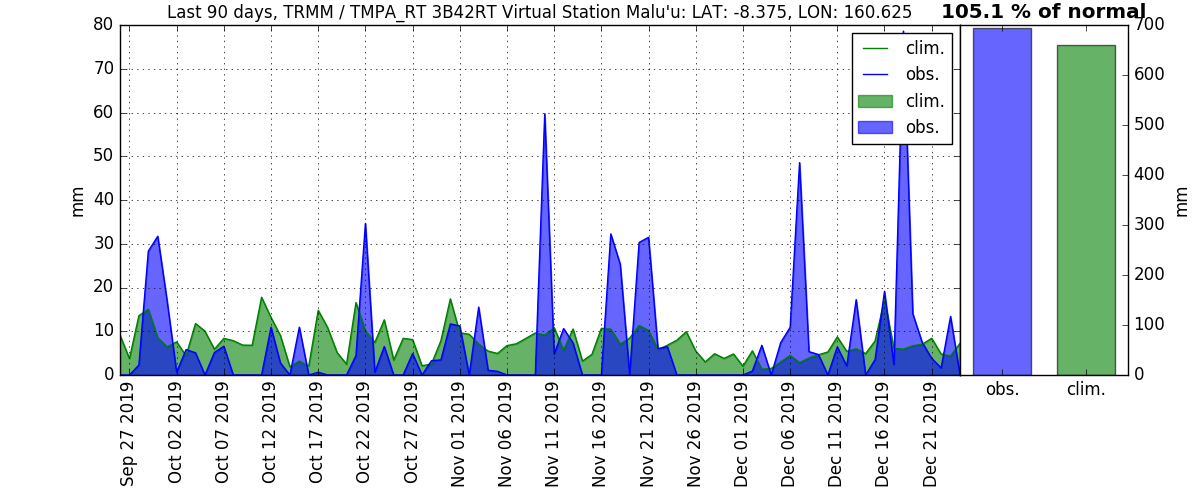 Last 90 days, TRMM / TMPA_RT 3B42RT Virtual Station Malu'u: LAT: -8.375, LON: 160.625
105.1 % of normal
80
70
60
50
40
30
20
10
0
mm
clim.
obs.
clim.
obs.
700
600
500
400
300
200
100
0
mm
obs.
clim.
Sep 27 2019
Oct 02 2019
Oct 07 2019
Oct 12 2019
Oct 17 2019
Oct 22 2019
Oct 27 2019
Nov 01 2019
Nov 06 2019
Nov 11 2019
Nov 16 2019
Nov 21 2019
Nov 26 2019
Dec 01 2019
Dec 06 2019
Dec 11 2019
Dec 16 2019
Dec 21 2019